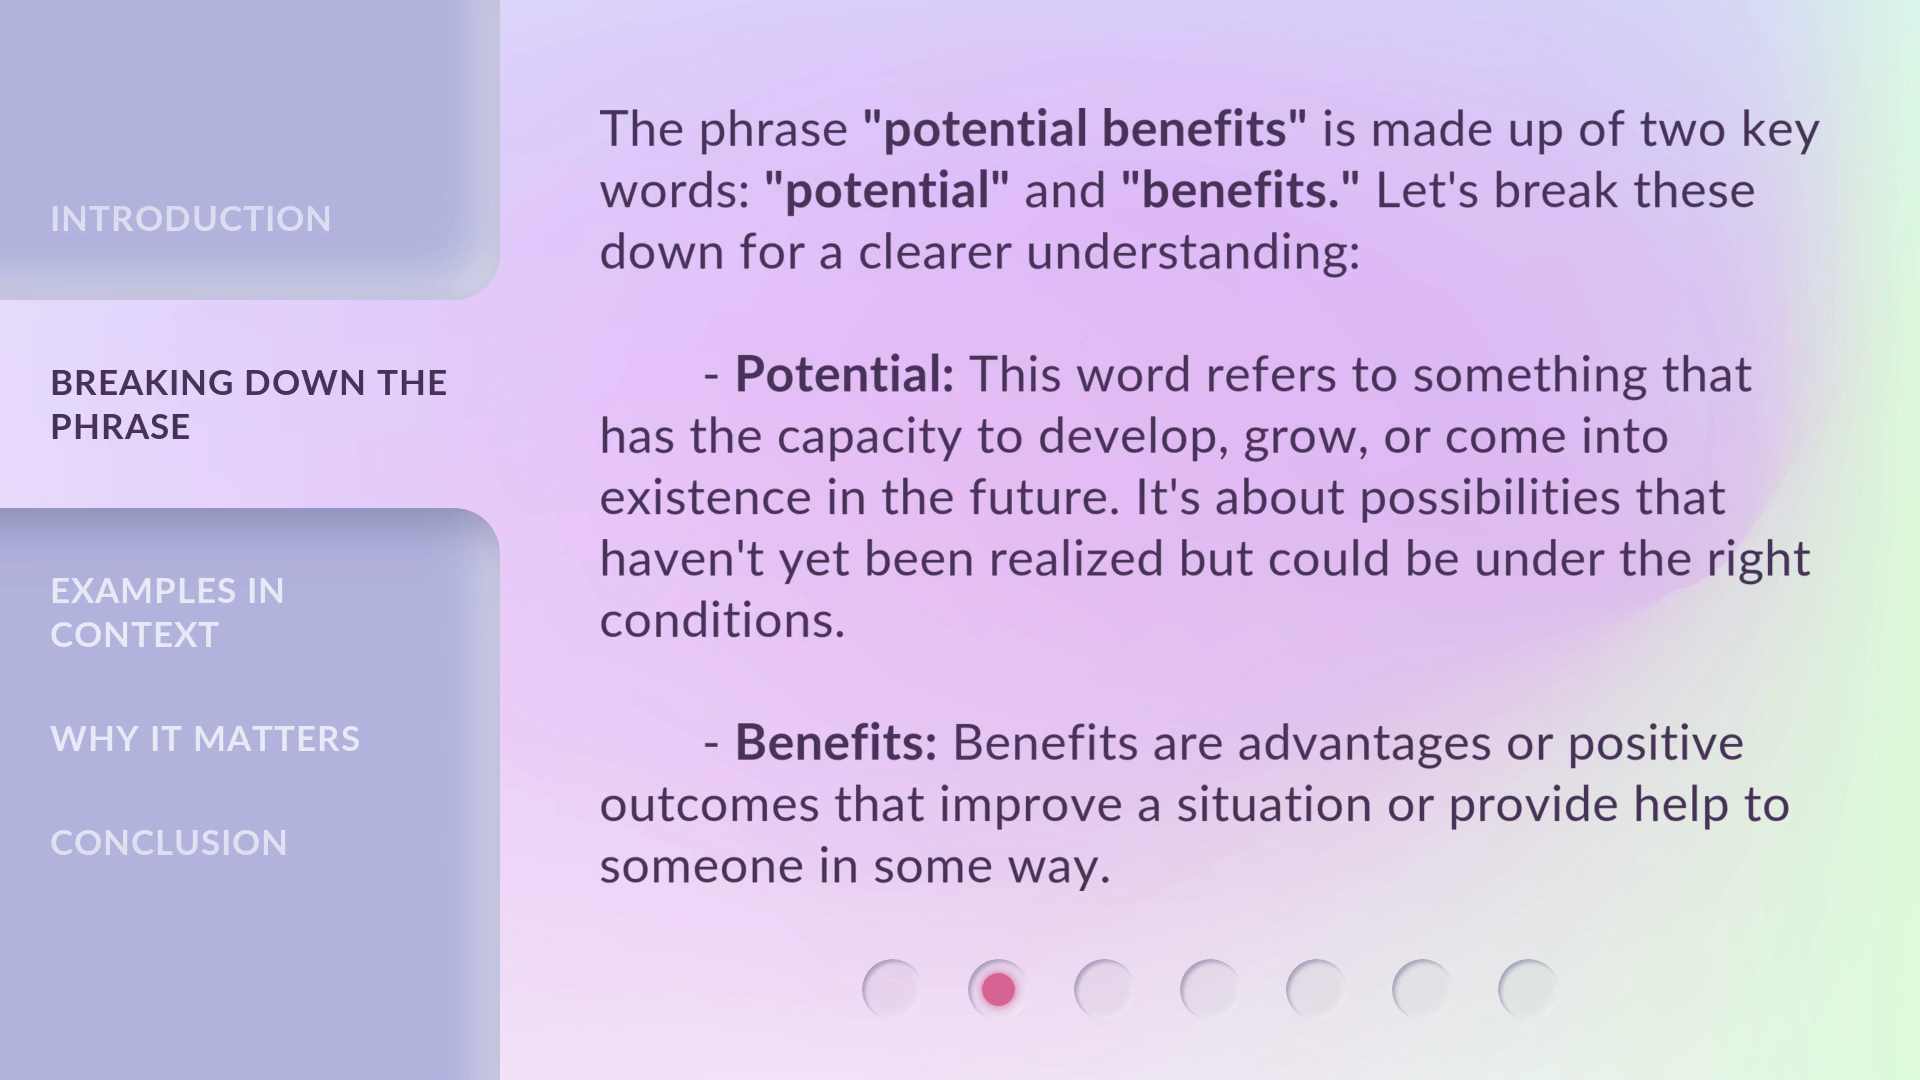 INTRODUCTION
BREAKING DOWN THE
PHRASE
EXAMPLES IN
CONTEXT
WHY IT MATTERS
CONCLUSION
The phrase "potential benefits" is made up of two key
words: "potential" and "benefits." Let's break these
down for a clearer understanding:
- Potential: This word refers to something that
has the capacity to develop, grow, or come into
existence in the future. It's about possibilities that
haven't yet been realized but could be under the right
conditions.
- Benefits: Benefits are advantages or positive
outcomes that improve a situation or provide help to
someone in some way.